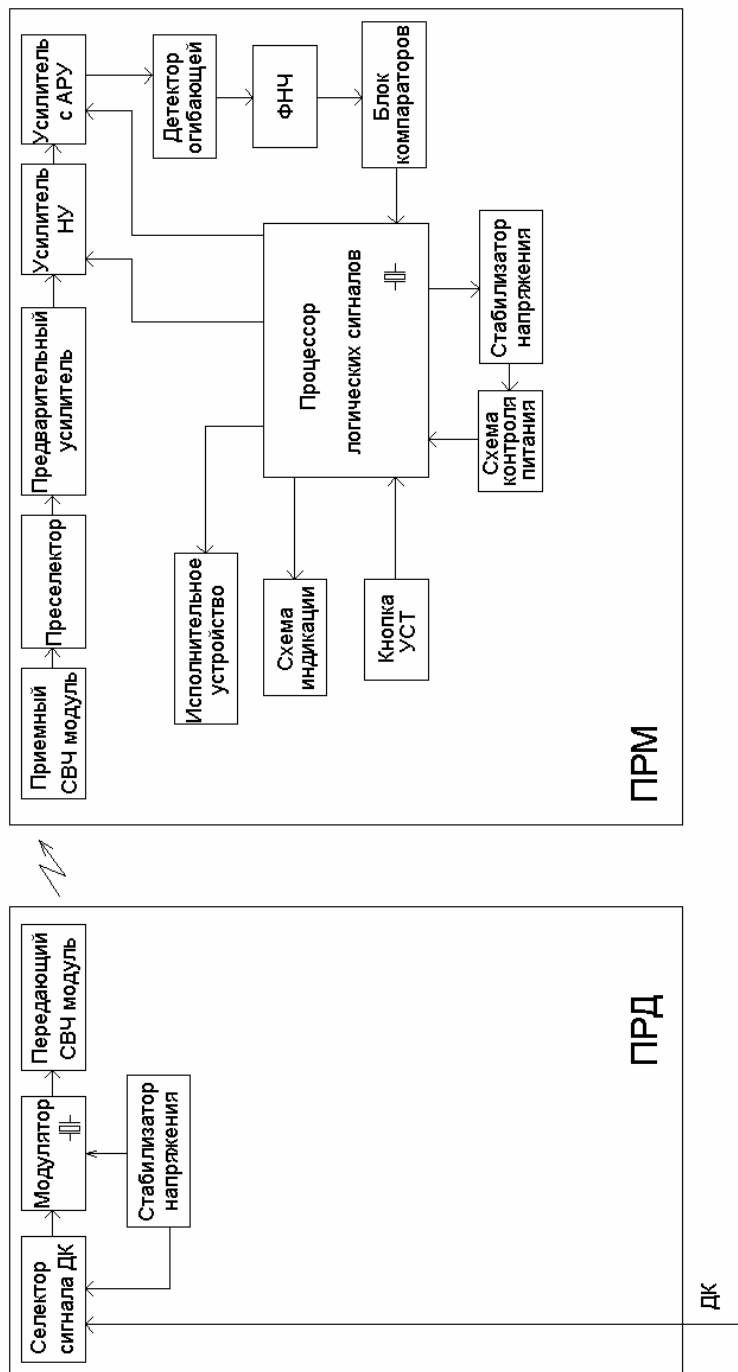 Селектор
сигнала ДК
Модулятор
Передающий
СВЧ модуль
Стабилизатор
напряжения
ПРД
ДК
Приемный
СВЧ модуль
Преселектор
Предварительный
усилитель
Усилитель
НУ
Усилитель
с АРУ
Детектор
огибающей
ФНЧ
Блок
компараторов
Процессор
логических сигналов
Исполнительное
устройство
Схема
индикации
Кнопка
УСТ
Схема
контроля
питания
Стабилизатор
напряжения
ПРМ